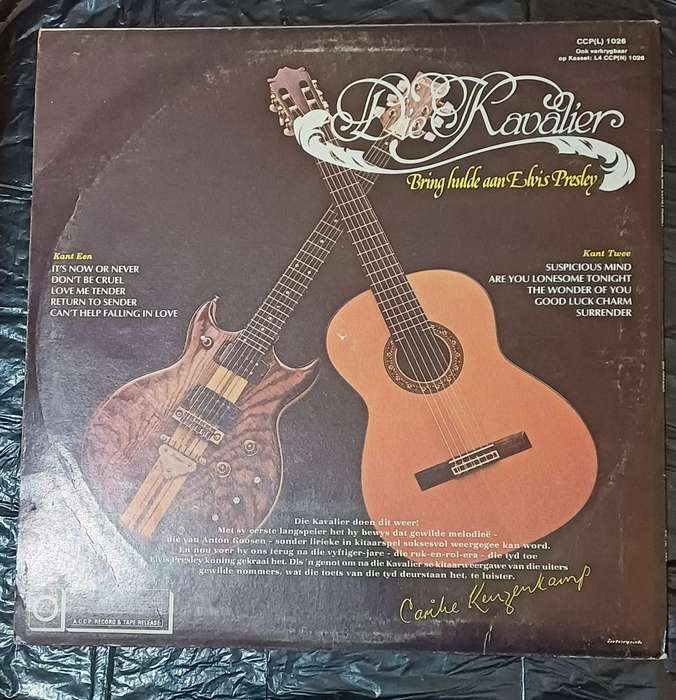 CCP(L) 1026
Ook verkrygbaar
op Kasset: L4 CCP(N) 1026
Die Kavalier
Bring hulde aan Elvis Presley
Kant Een
IT'S NOW OR NEVER
DON'T BE CRUEL
LOVE ME TENDER
RETURN TO SENDER
CAN'T HELP FALLING IN LOVE
Kant Twee
SUSPICIOUS MIND
ARE YOU LONESOME TONIGHT
THE WONDER OF YOU
GOOD LUCK CHARM
SURRENDER
Die Kavalier doen dit weer!
Met sy eerste langspeler het hy bewys dat gewilde melodieë -
dié van Anton Goosen - sonder lirieke in kitaarspel suksesvol weergegee kan word.
En nou voer hy ons terug na die vyftiger-jare - die ruk-en-rol-era - die tyd toe
Elvis Presley koning gekraai het. Dis 'n genot om na die Kavalier se kitaarweergawe van die uiters
gewilde nommers, wat die toets van die tyd deurstaan het, te luister.
Carike Keuzenkamp
A C.C.P. RECORD & TAPE RELEASE